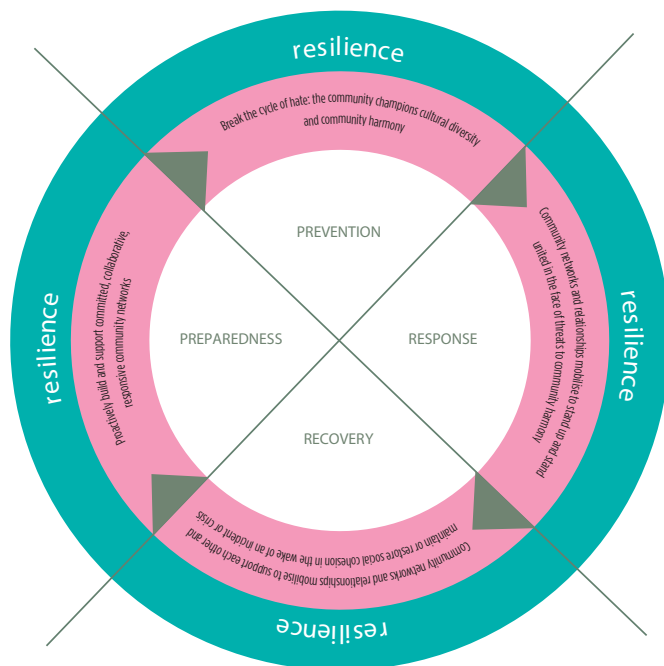 resilience
Break the cycle of hate: the community champions cultural diversity
and community harmony
PREVENTION
resilience
Proactively build and support committed, collaborative,
responsive community networks
PREPAREDNESS
RESPONSE
Community networks and relationships mobilise to stand up and stand
united in the face of threats to community harmony
resilience
RECOVERY
Community networks and relationships mobilise to support each other and
maintain or restore social cohesion in the wake of an incident or crisis
resilience